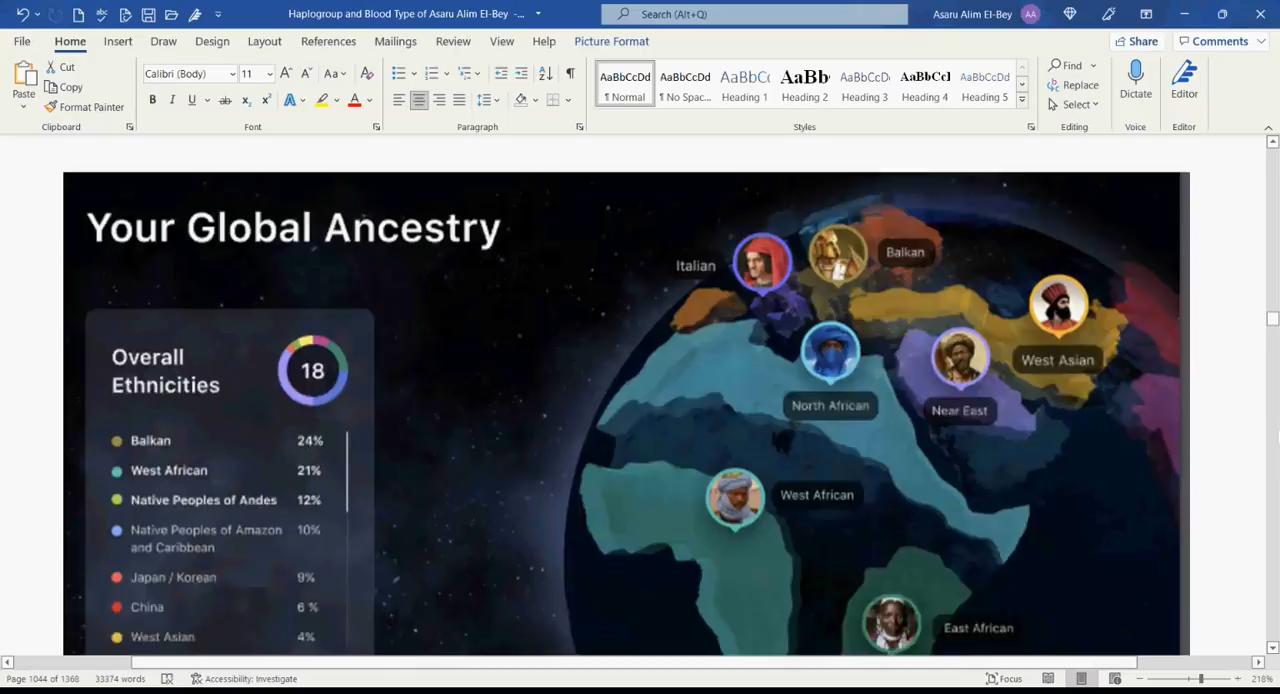 Haplogroup and Blood Type of Asaru Alim El-Bey -...
Search (Alt+Q)
Asaru Alim El-Bey
AA
File Home Insert Draw Design Layout References Mailings Review View Help Picture Format
Share
Comments
Paste
Cut
Copy
Format Painter
Clipboard
Calibri (Body) 11
Font
Paragraph
AaBbCcDd AaBbCcDd AaBbCc AaBb AaBbCcDd AaBbCcI AaBbCcDd
¶ Normal ¶ No Spac... Heading 1 Heading 2 Heading 3 Heading 4 Heading 5
Styles
Find
Replace
Select
Editing
Dictate
Voice
Editor
Editor
Your Global Ancestry
Overall
Ethnicities
18
Balkan 24%
West African 21%
Native Peoples of Andes 12%
Native Peoples of Amazon 10%
and Caribbean
Japan / Korean 9%
China 6 %
West Asian 4%
Italian
Balkan
West Asian
North African
Near East
West African
East African
Page 1044 of 1368 33374 words Accessibility: Investigate
Focus
218%